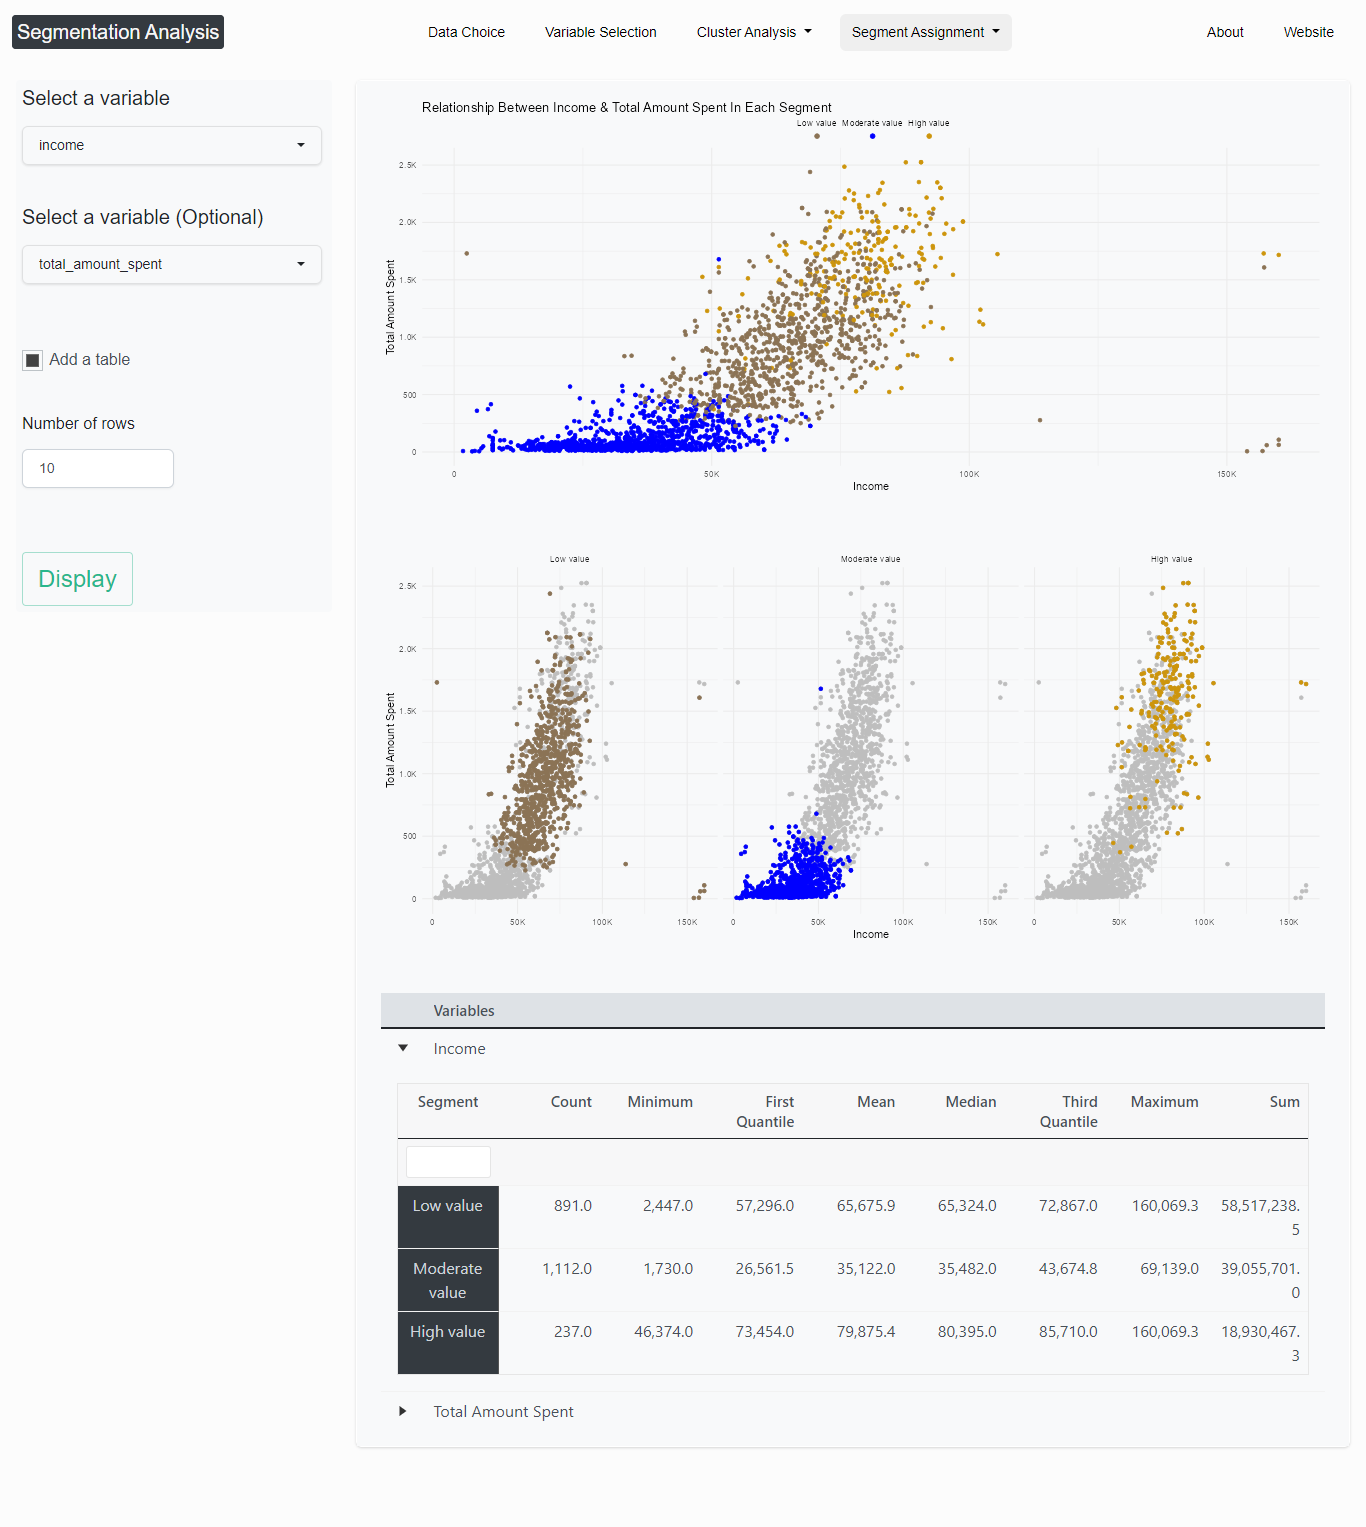 Segmentation Analysis
Data Choice
Variable Selection
Cluster Analysis
Segment Assignment
About
Website
Select a variable
income
Select a variable (Optional)
total_amount_spent
Add a table
Number of rows
10
Display
Relationship Between Income & Total Amount Spent In Each Segment
Low value Moderate value High value
Total Amount Spent
2.5K
2.0K
1.5K
1.0K
500
0
0 50K 100K 150K
Income
Low value Moderate value High value
Total Amount Spent
2.5K
2.0K
1.5K
1.0K
500
0
0 50K 100K 150K 0 50K 100K 150K 0 50K 100K 150K
Income
Variables
Income
Segment Count Minimum First Mean Median Third Maximum Sum
Quantile Quantile
Low value 891.0 2,447.0 57,296.0 65,675.9 65,324.0 72,867.0 160,069.3 58,517,238.
5
Moderate 1,112.0 1,730.0 26,561.5 35,122.0 35,482.0 43,674.8 69,139.0 39,055,701.
value 0
High value 237.0 46,374.0 73,454.0 79,875.4 80,395.0 85,710.0 160,069.3 18,930,467.
3
Total Amount Spent